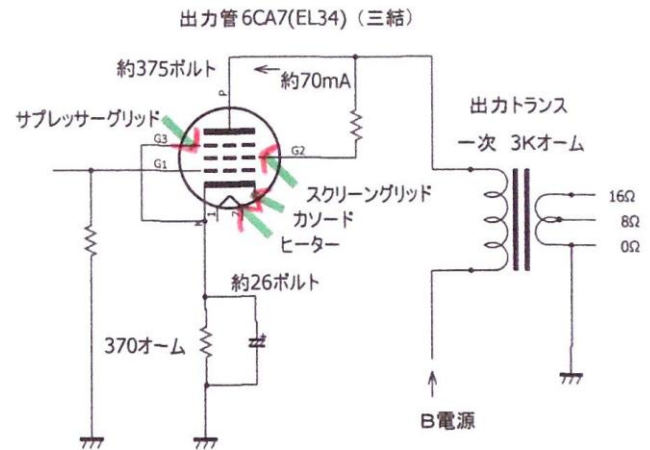 出力管6CA7(EL34)(三結)
約375ボルト
約70mA
P
サプレッサーグリッド
G3
G1
G2
出力トランス
一次 3Kオーム
スクリーングリッド
カソード
ヒーター
K
1
7
16Ω
8Ω
0Ω
約26ボルト
370オーム
+
B電源